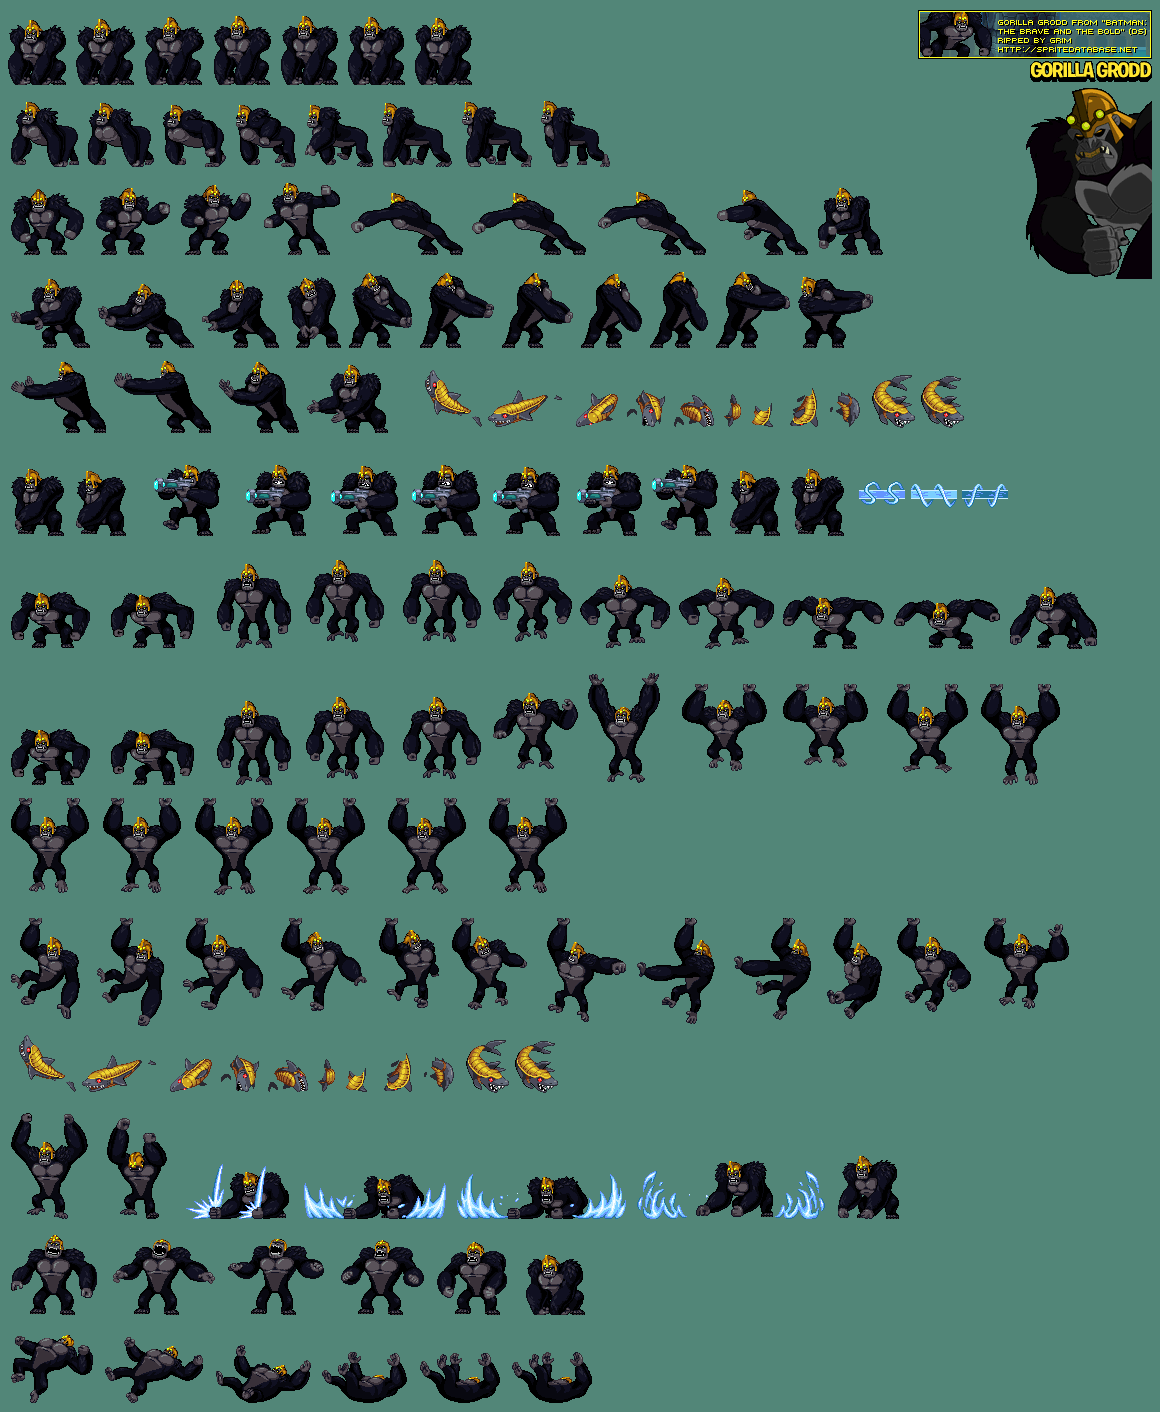 GORILLA GRODD FROM "BATMAN:
THE BRAVE AND THE BOLD" (DS)
RIPPED BY GRIM
HTTP://SPRITEDATABASE.NET
GORILLA GRODD